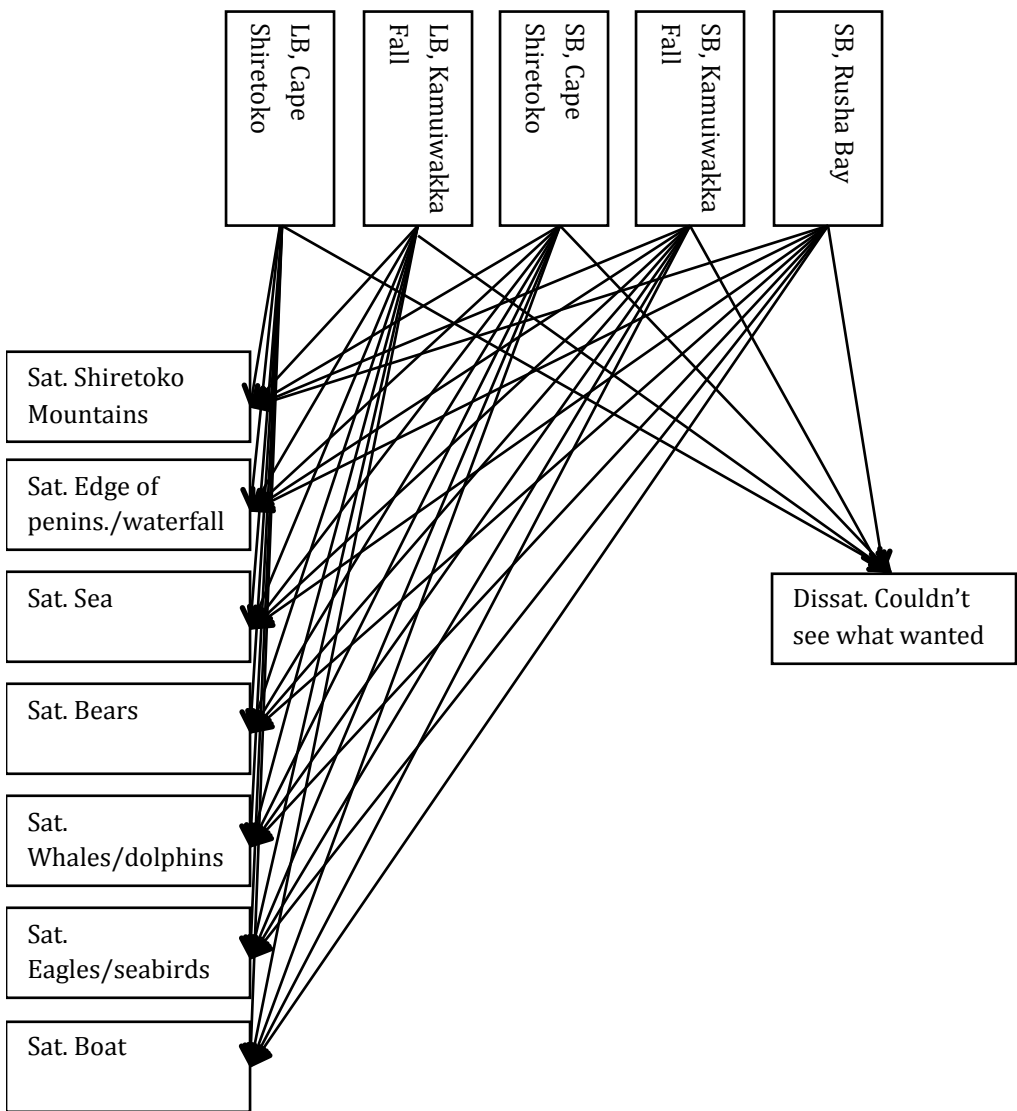 LB, Cape
Shiretoko
LB, Kamuiwakka
Fall
SB, Cape
Shiretoko
SB, Kamuiwakka
Fall
SB, Rusha Bay
Sat. Shiretoko
Mountains
Sat. Edge of
penins./waterfall
Sat. Sea
Sat. Bears
Sat.
Whales/dolphins
Sat.
Eagles/seabirds
Sat. Boat
Dissat. Couldn’t
see what wanted